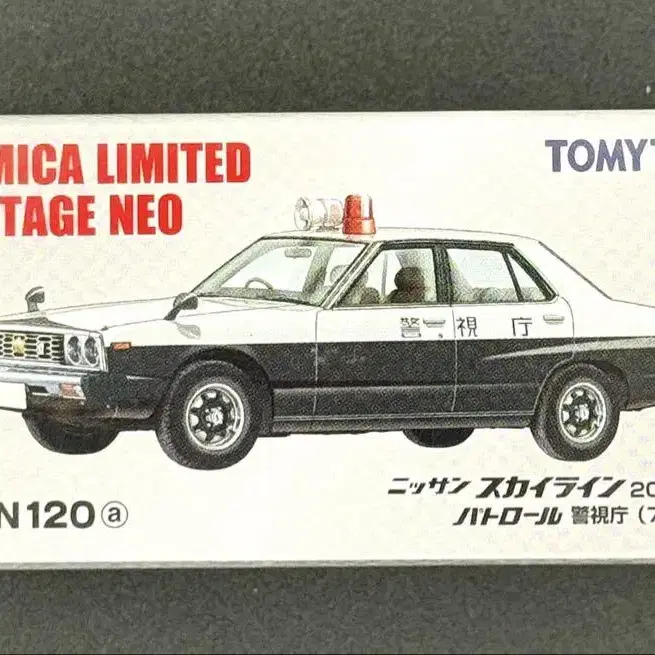 MICA LIMITED
TAGE NEO
TOMYT
警視庁
ニッサン スカイライン 20
パトロール 警視庁 (7
N120ⓐ